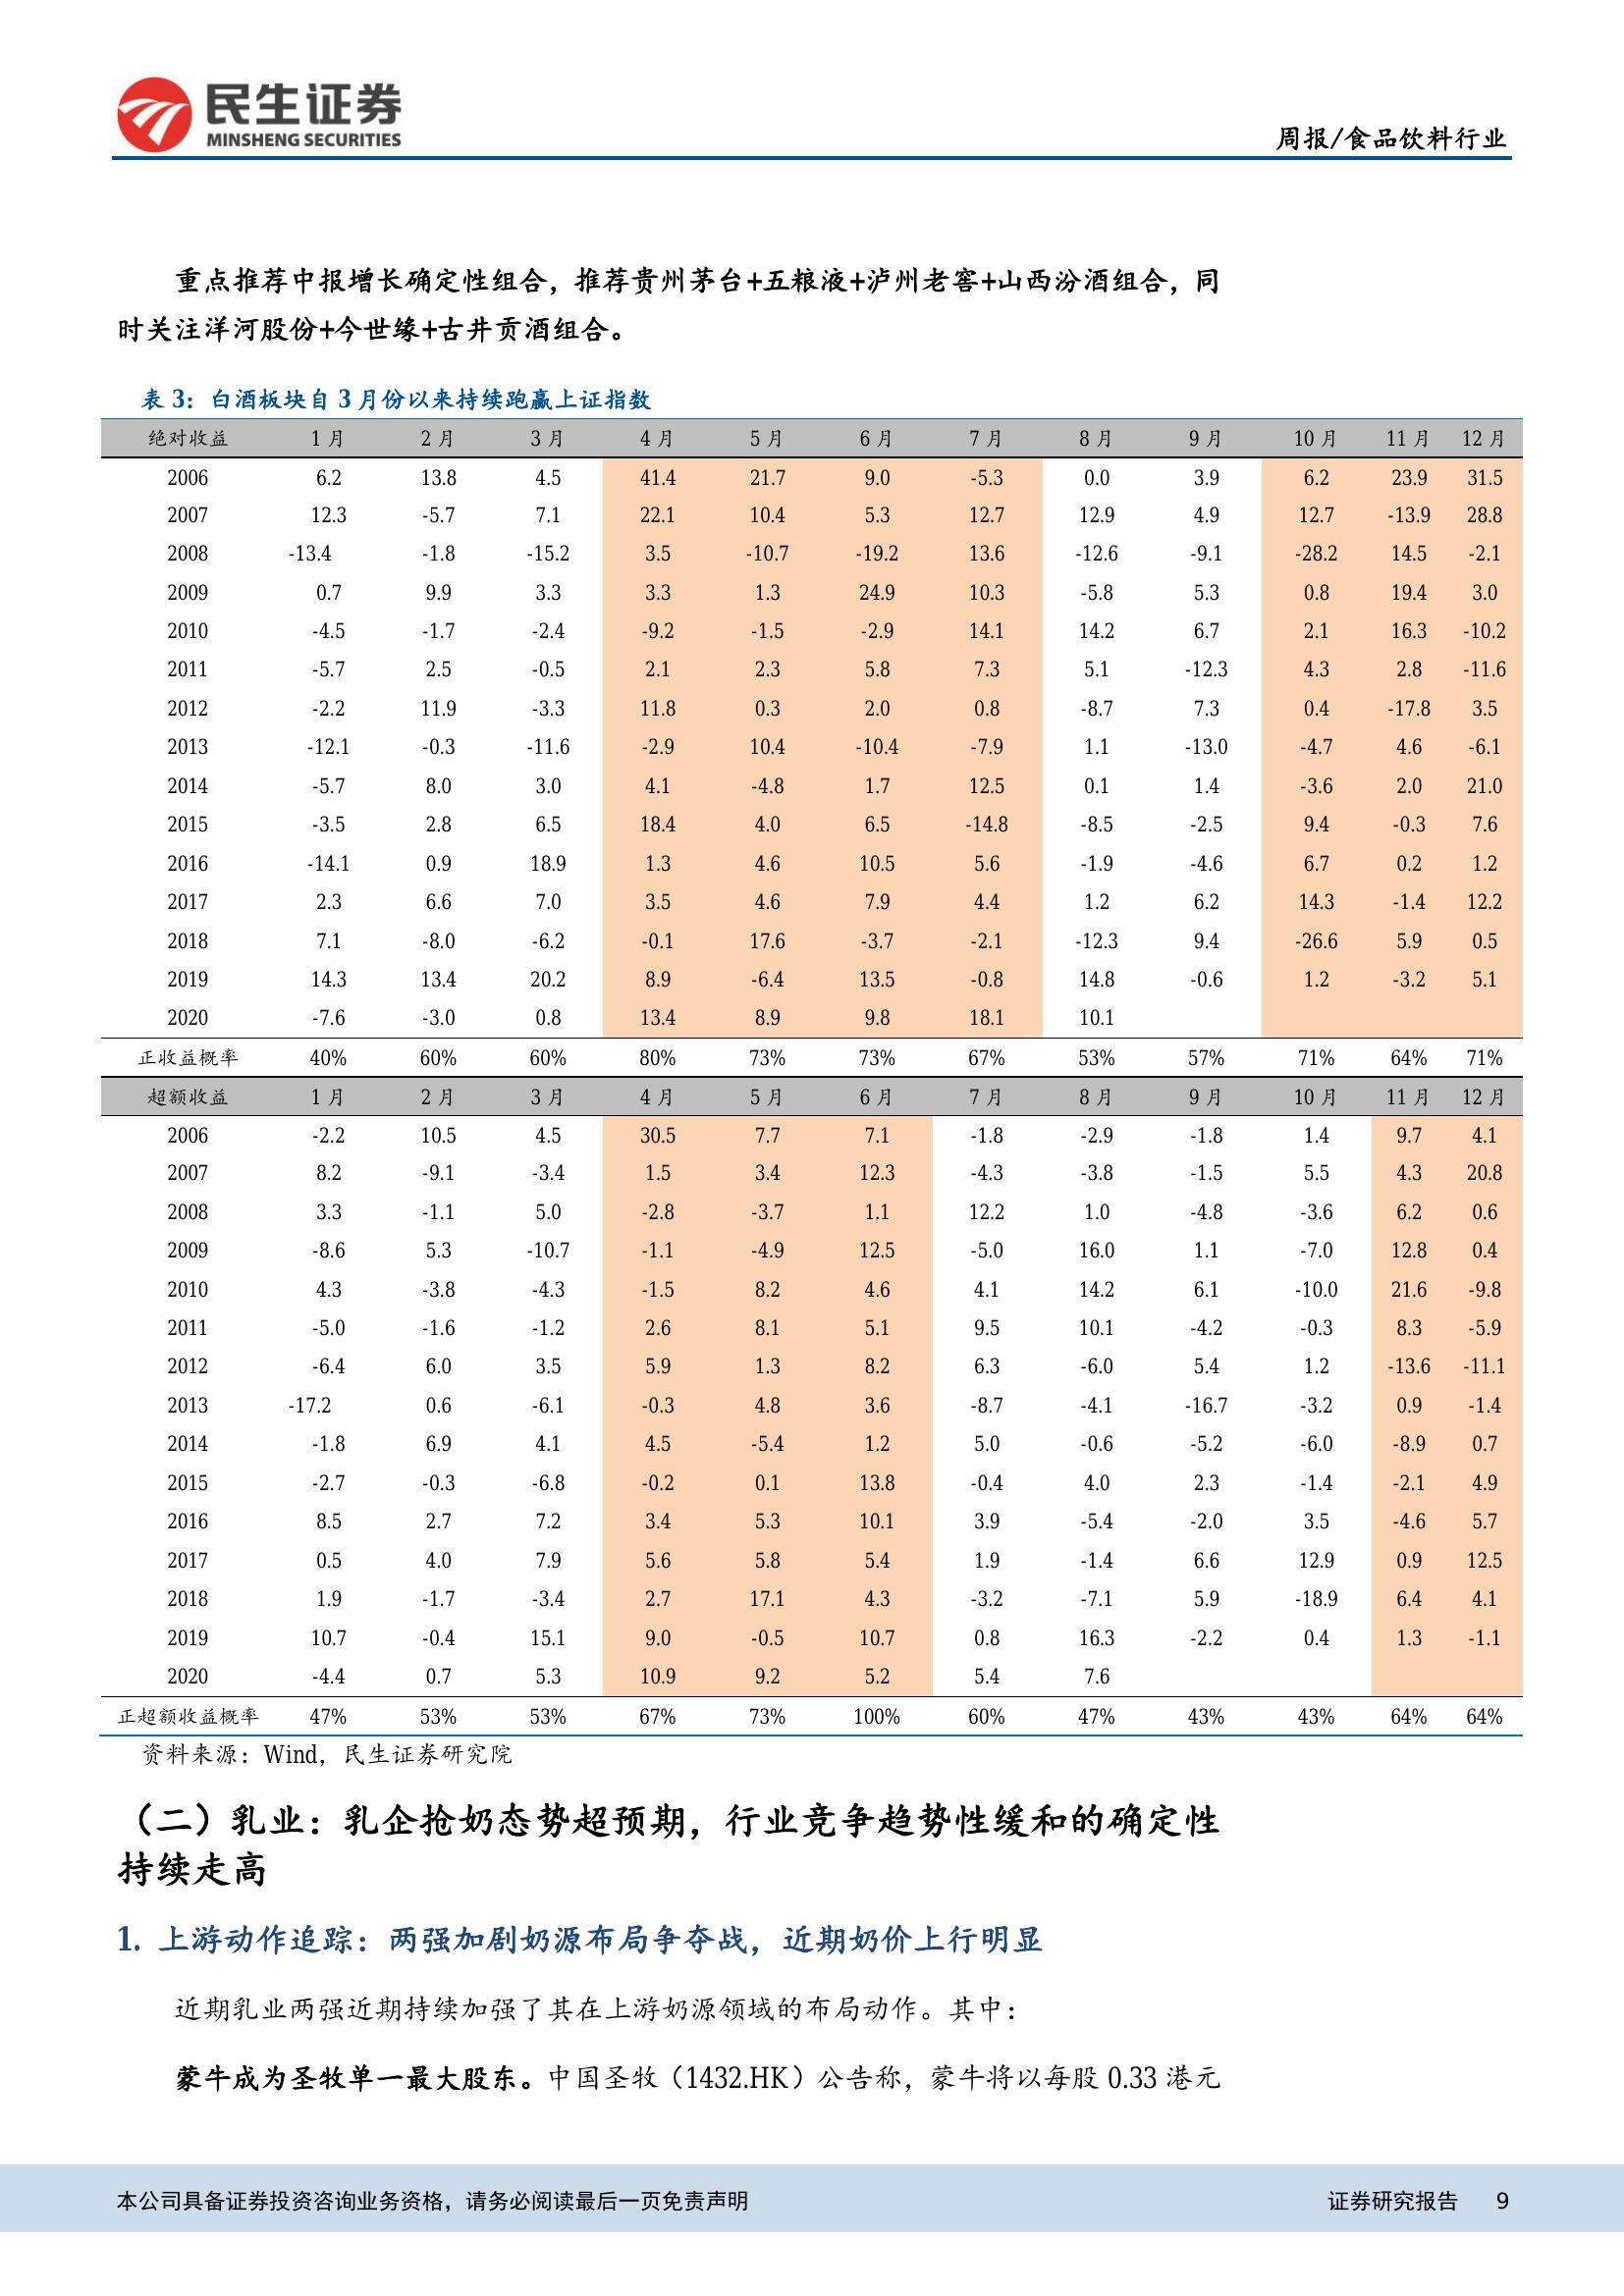 民生证券
MINSHENG SECURITIES
周报/食品饮料行业
重点推荐中报增长确定性组合，推荐贵州茅台+五粮液+泸州老窖+山西汾酒组合，同
时关注洋河股份+今世缘+古井贡酒组合。
表 3：白酒板块自 3 月份以来持续跑赢上证指数
绝对收益 1 月 2 月 3 月 4 月 5 月 6 月 7 月 8 月 9 月 10 月 11 月 12 月
2006 6.2 13.8 4.5 41.4 21.7 9.0 -5.3 0.0 3.9 6.2 23.9 31.5
2007 12.3 -5.7 7.1 22.1 10.4 5.3 12.7 12.9 4.9 12.7 -13.9 28.8
2008 -13.4 -1.8 -15.2 3.5 -10.7 -19.2 13.6 -12.6 -9.1 -28.2 14.5 -2.1
2009 0.7 9.9 3.3 3.3 1.3 24.9 10.3 -5.8 5.3 0.8 19.4 3.0
2010 -4.5 -1.7 -2.4 -9.2 -1.5 -2.9 14.1 14.2 6.7 2.1 16.3 -10.2
2011 -5.7 2.5 -0.5 2.1 2.3 5.8 7.3 5.1 -12.3 4.3 2.8 -11.6
2012 -2.2 11.9 -3.3 11.8 0.3 2.0 0.8 -8.7 7.3 0.4 -17.8 3.5
2013 -12.1 -0.3 -11.6 -2.9 10.4 -10.4 -7.9 1.1 -13.0 -4.7 4.6 -6.1
2014 -5.7 8.0 3.0 4.1 -4.8 1.7 12.5 0.1 1.4 -3.6 2.0 21.0
2015 -3.5 2.8 6.5 18.4 4.0 6.5 -14.8 -8.5 -2.5 9.4 -0.3 7.6
2016 -14.1 0.9 18.9 1.3 4.6 10.5 5.6 -1.9 -4.6 6.7 0.2 1.2
2017 2.3 6.6 7.0 3.5 4.6 7.9 4.4 1.2 6.2 14.3 -1.4 12.2
2018 7.1 -8.0 -6.2 -0.1 17.6 -3.7 -2.1 -12.3 9.4 -26.6 5.9 0.5
2019 14.3 13.4 20.2 8.9 -6.4 13.5 -0.8 14.8 -0.6 1.2 -3.2 5.1
2020 -7.6 -3.0 0.8 13.4 8.9 9.8 18.1 10.1
正收益概率 40% 60% 60% 80% 73% 73% 67% 53% 57% 71% 64% 71%
超额收益 1 月 2 月 3 月 4 月 5 月 6 月 7 月 8 月 9 月 10 月 11 月 12 月
2006 -2.2 10.5 4.5 30.5 7.7 7.1 -1.8 -2.9 -1.8 1.4 9.7 4.1
2007 8.2 -9.1 -3.4 1.5 3.4 12.3 -4.3 -3.8 -1.5 5.5 4.3 20.8
2008 3.3 -1.1 5.0 -2.8 -3.7 1.1 12.2 1.0 -4.8 -3.6 6.2 0.6
2009 -8.6 5.3 -10.7 -1.1 -4.9 12.5 -5.0 16.0 1.1 -7.0 12.8 0.4
2010 4.3 -3.8 -4.3 -1.5 8.2 4.6 4.1 14.2 6.1 -10.0 21.6 -9.8
2011 -5.0 -1.6 -1.2 2.6 8.1 5.1 9.5 10.1 -4.2 -0.3 8.3 -5.9
2012 -6.4 6.0 3.5 5.9 1.3 8.2 6.3 -6.0 5.4 1.2 -13.6 -11.1
2013 -17.2 0.6 -6.1 -0.3 4.8 3.6 -8.7 -4.1 -16.7 -3.2 0.9 -1.4
2014 -1.8 6.9 4.1 4.5 -5.4 1.2 5.0 -0.6 -5.2 -6.0 -8.9 0.7
2015 -2.7 -0.3 -6.8 -0.2 0.1 13.8 -0.4 4.0 2.3 -1.4 -2.1 4.9
2016 8.5 2.7 7.2 3.4 5.3 10.1 3.9 -5.4 -2.0 3.5 -4.6 5.7
2017 0.5 4.0 7.9 5.6 5.8 5.4 1.9 -1.4 6.6 12.9 0.9 12.5
2018 1.9 -1.7 -3.4 2.7 17.1 4.3 -3.2 -7.1 5.9 -18.9 6.4 4.1
2019 10.7 -0.4 15.1 9.0 -0.5 10.7 0.8 16.3 -2.2 0.4 1.3 -1.1
2020 -4.4 0.7 5.3 10.9 9.2 5.2 5.4 7.6
正超额收益概率 47% 53% 53% 67% 73% 100% 60% 47% 43% 43% 64% 64%
资料来源：Wind，民生证券研究院
（二）乳业：乳企抢奶态势超预期，行业竞争趋势性缓和的确定性
持续走高
1. 上游动作追踪：两强加剧奶源布局争夺战，近期奶价上行明显
近期乳业两强近期持续加强了其在上游奶源领域的布局动作。其中：
蒙牛成为圣牧单一最大股东。中国圣牧（1432.HK）公告称，蒙牛将以每股 0.33 港元
本公司具备证券投资咨询业务资格，请务必阅读最后一页免责声明
证券研究报告 9